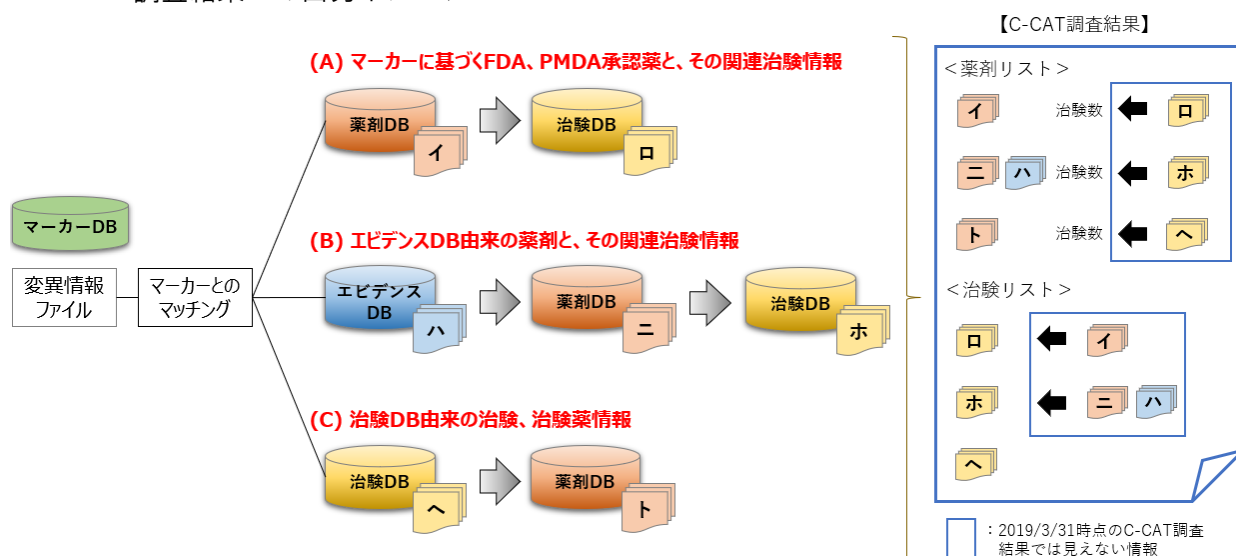 (A) マーカーに基づくFDA、PMDA承認薬と、その関連治験情報
薬剤DB
イ
治験DB
ロ
マーカーDB
変異情報
ファイル
マーカーとの
マッチング
(B) エビデンスDB由来の薬剤と、その関連治験情報
エビデンス
DB
ハ
薬剤DB
ニ
治験DB
ホ
(C) 治験DB由来の治験、治験薬情報
治験DB
ヘ
薬剤DB
ト
【C-CAT調査結果】
＜薬剤リスト＞
イ 治験数 ロ
ニ ハ 治験数 ホ
ト 治験数 ヘ
＜治験リスト＞
ロ イ
ホ ニ ハ
ヘ
：2019/3/31時点のC-CAT調査
結果では見えない情報